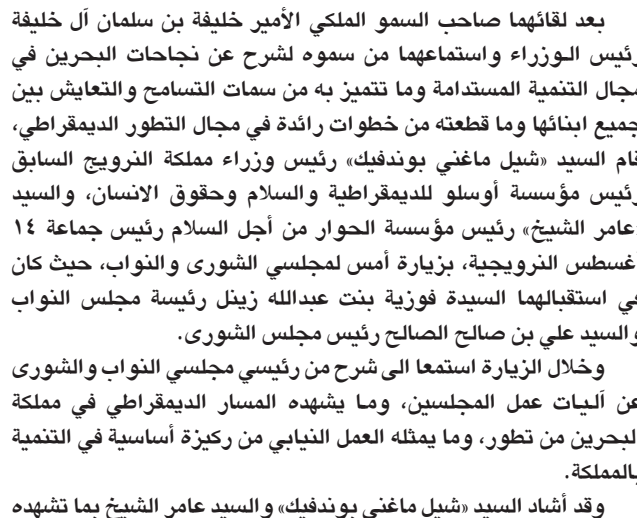 بعد لقائهما صاحب السمو الملكي الأمير خليفة بن سلمان آل خليفة
رئيس الوزراء واستماعهما من سموه لشرح عن نجاحات البحرين في
مجال التنمية المستدامة وما تتميز به من سمات التسامح والتعايش بين
جميع ابنائها وما قطعته من خطوات رائدة في مجال التطور الديمقراطي،
قام السيد «شيل ماغني بوندفيك» رئيس وزراء مملكة النرويج السابق
رئيس مؤسسة أوسلو للديمقراطية والسلام وحقوق الانسان، والسيد
«عامر الشيخ» رئيس مؤسسة الحوار من أجل السلام رئيس جماعة ١٤
أغسطس النرويجية، بزيارة أمس لمجلسي الشورى والنواب، حيث كان
في استقبالهما السيدة فوزية بنت عبدالله زينل رئيسة مجلس النواب
والسيد علي بن صالح الصالح رئيس مجلس الشورى.
وخلال الزيارة استمعا الى شرح من رئيسي مجلسي النواب والشورى
عن آليات عمل المجلسين، وما يشهده المسار الديمقراطي في مملكة
البحرين من تطور، وما يمثله العمل النيابي من ركيزة أساسية في التنمية
بالمملكة.
وقد أشاد السيد «شيل ماغني بوندفيك» والسيد عامر الشيخ بما تشهده